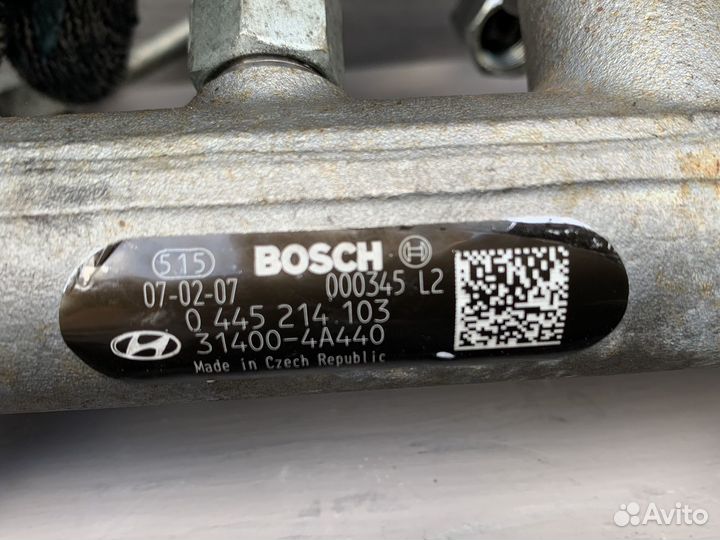 515 BOSCH
07-02-07 000345 L2
0 445 214 103
31400-4A440
Made in Czech Republic
Avito